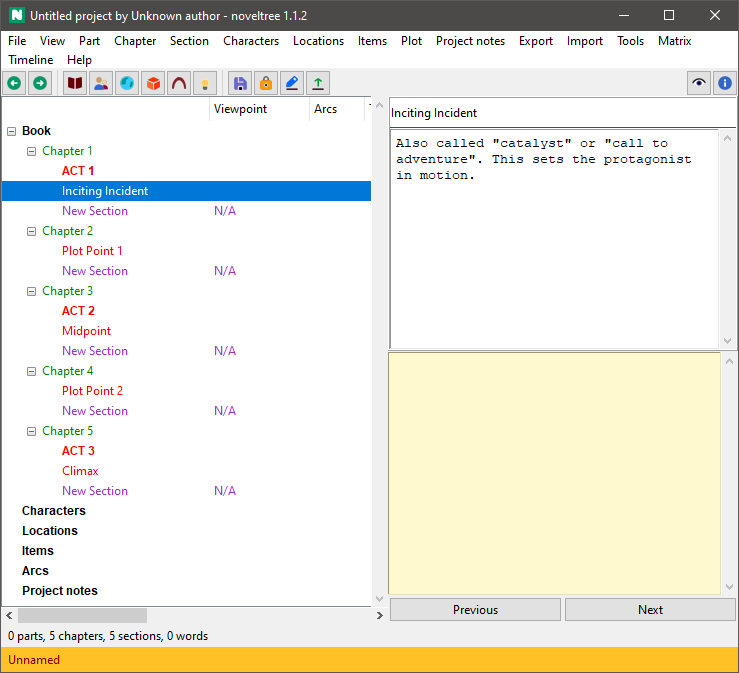 Untitled project by Unknown author - noveltree 1.1.2
File View Part Chapter Section Characters Locations Items Plot Project notes Export Import Tools Matrix
Timeline Help
Viewpoint Arcs
Book
Chapter 1
ACT 1
Inciting Incident
New Section N/A
Chapter 2
Plot Point 1
New Section N/A
Chapter 3
ACT 2
Midpoint
New Section N/A
Chapter 4
Plot Point 2
New Section N/A
Chapter 5
ACT 3
Climax
New Section N/A
Characters
Locations
Items
Arcs
Project notes
Inciting Incident
Also called "catalyst" or "call to
adventure". This sets the protagonist
in motion.
Previous Next
0 parts, 5 chapters, 5 sections, 0 words
Unnamed